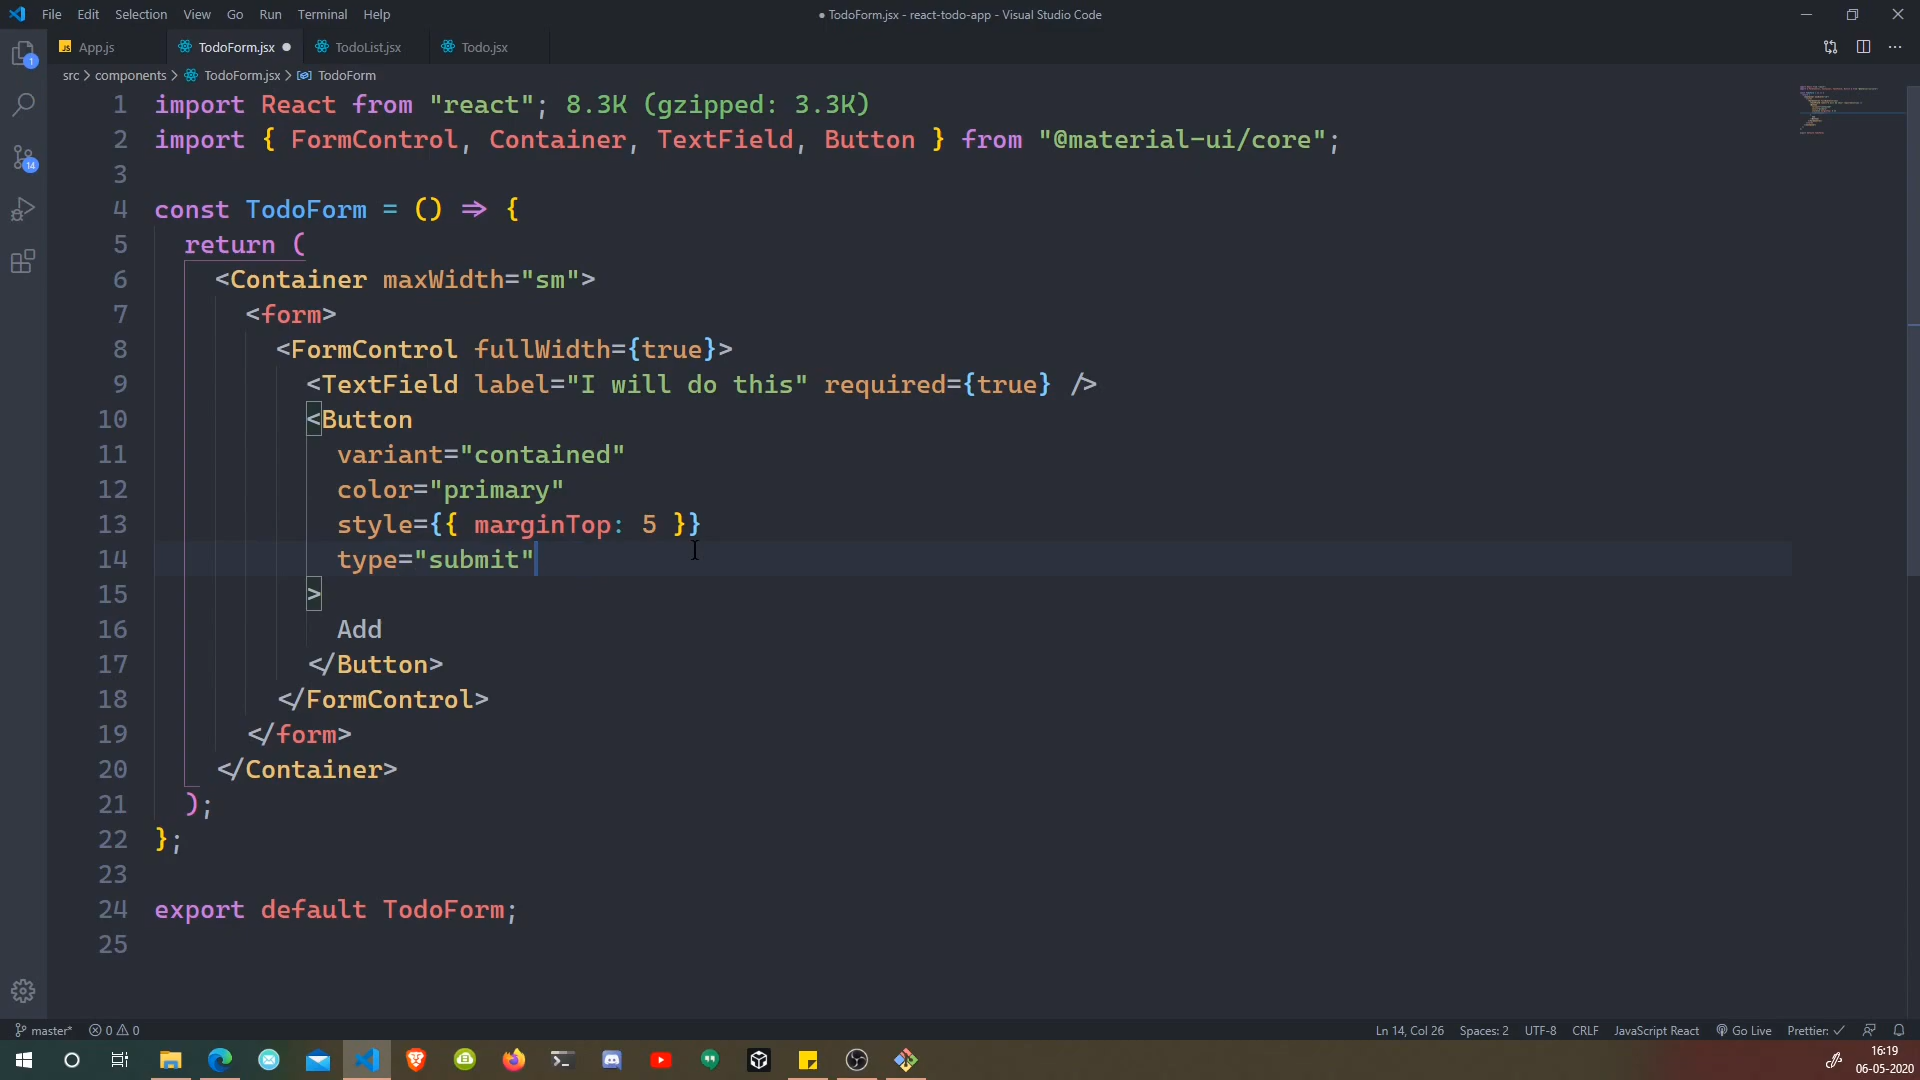 File Edit Selection View Go Run Terminal Help
● TodoForm.jsx - react-todo-app - Visual Studio Code
JS App.js
TodoForm.jsx ●
TodoList.jsx
Todo.jsx
src > components > TodoForm.jsx > TodoForm
1
14
1 import React from "react"; 8.3K (gzipped: 3.3K)
2 import { FormControl, Container, TextField, Button } from "@material-ui/core";
3
4 const TodoForm = () => {
5 return (
6 <Container maxWidth="sm">
7 <form>
8 <FormControl fullWidth={true}>
9 <TextField label="I will do this" required={true} />
10 <Button
11 variant="contained"
12 color="primary"
13 style={{ marginTop: 5 }}
14 type="submit"
15 >
16 Add
17 </Button>
18 </FormControl>
19 </form>
20 </Container>
21 );
22 };
23
24 export default TodoForm;
25
master* 0 0
Ln 14, Col 26 Spaces: 2 UTF-8 CRLF JavaScript React Go Live Prettier: ✓
16:19
06-05-2020